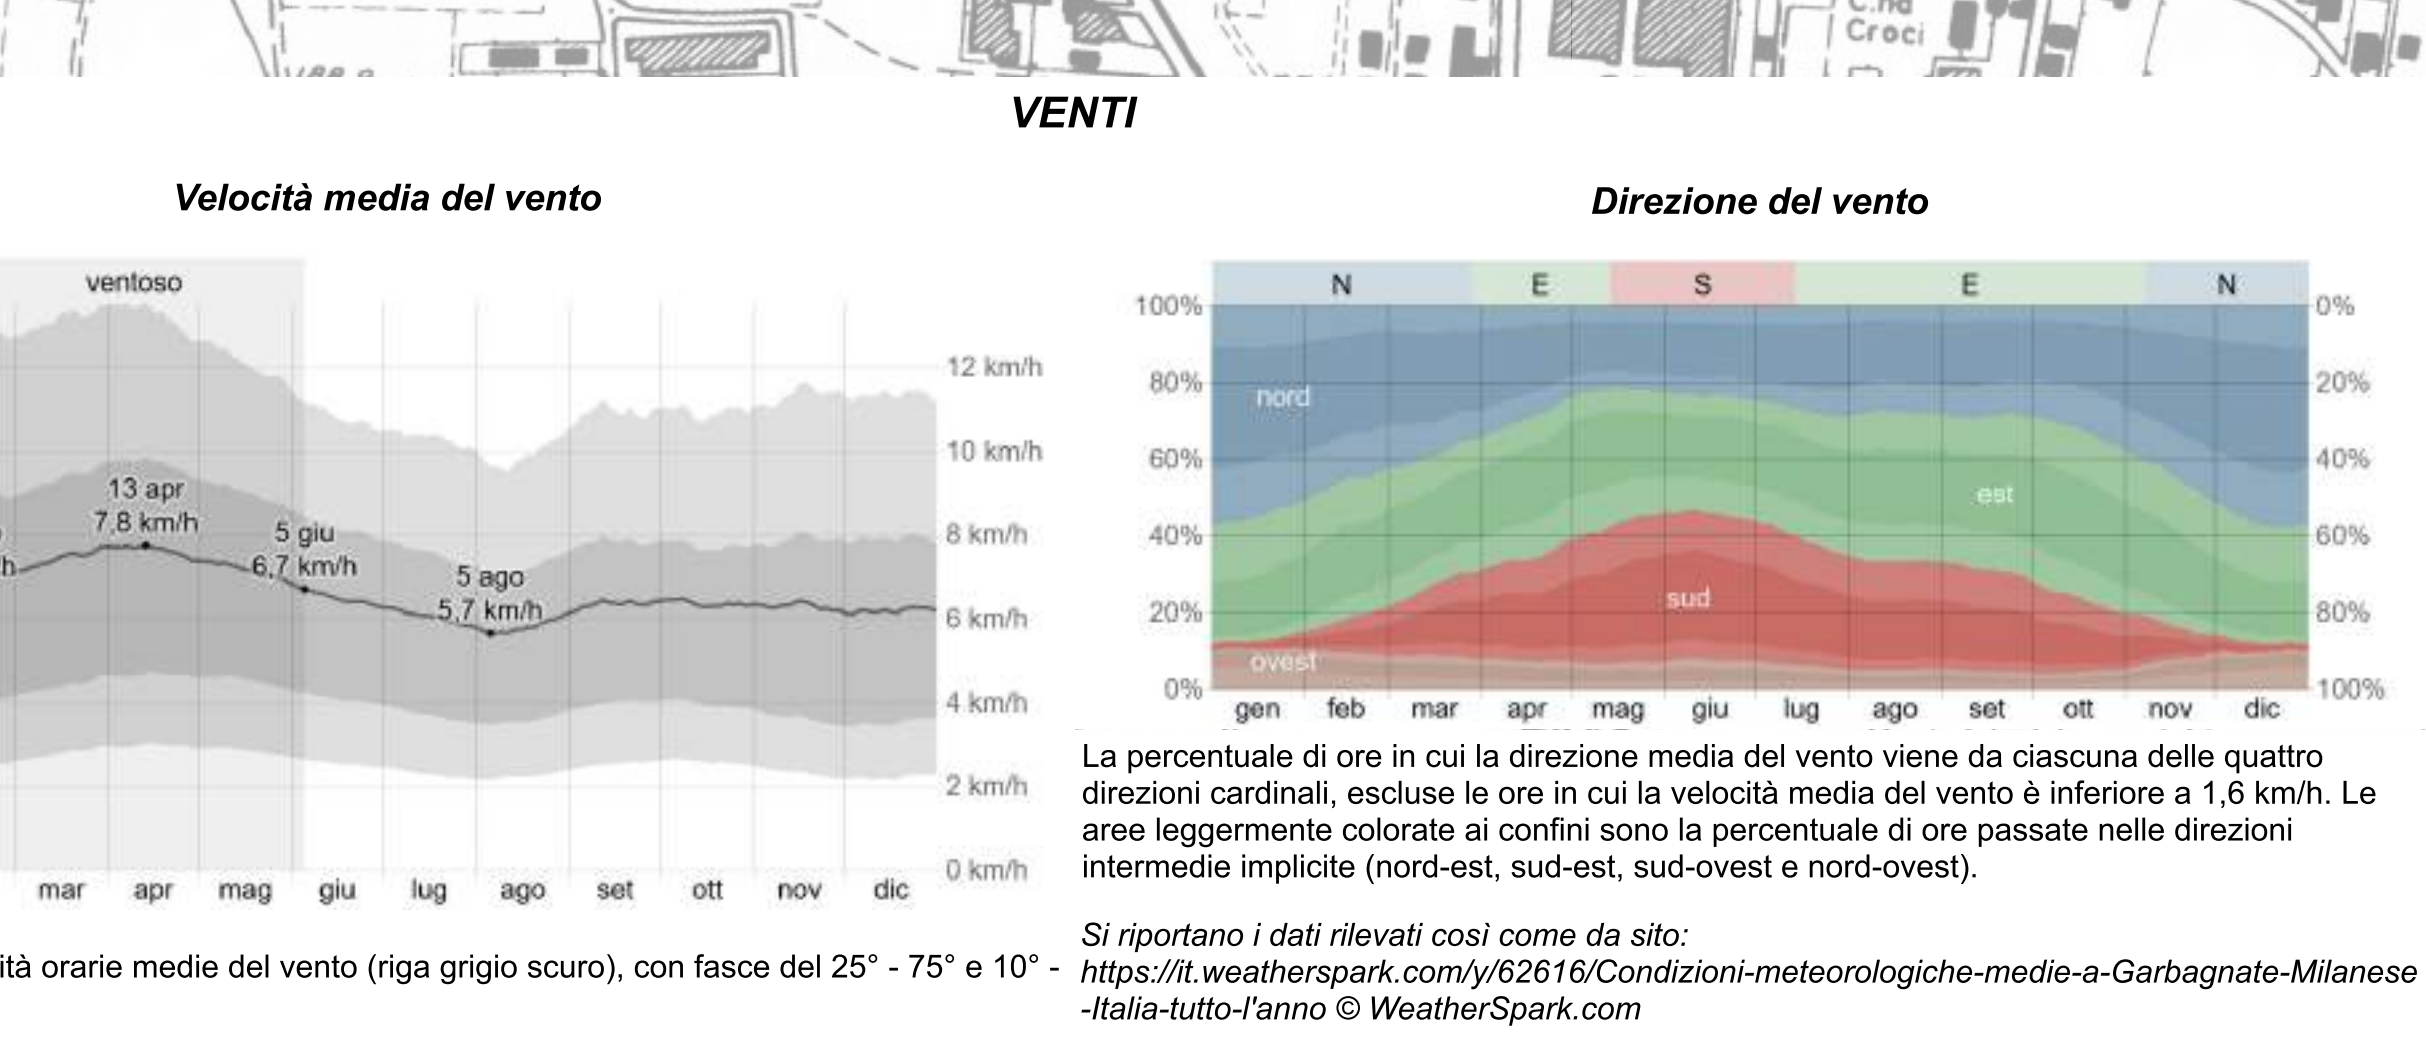 C.na
Croci
VENTI
Velocità media del vento
ventoso
13 apr
7,8 km/h
5 giu
6,7 km/h
5 ago
5,7 km/h
h
12 km/h
10 km/h
8 km/h
6 km/h
4 km/h
2 km/h
0 km/h
mar apr mag giu lug ago set ott nov dic
ità orarie medie del vento (riga grigio scuro), con fasce del 25° - 75° e 10° -
Direzione del vento
N E S E N
100% 0%
80% 20%
60% 40%
40% 60%
20% 80%
0% 100%
nord
est
sud
ovest
gen feb mar apr mag giu lug ago set ott nov dic
La percentuale di ore in cui la direzione media del vento viene da ciascuna delle quattro
direzioni cardinali, escluse le ore in cui la velocità media del vento è inferiore a 1,6 km/h. Le
aree leggermente colorate ai confini sono la percentuale di ore passate nelle direzioni
intermedie implicite (nord-est, sud-est, sud-ovest e nord-ovest).
Si riportano i dati rilevati così come da sito:
https://it.weatherspark.com/y/62616/Condizioni-meteorologiche-medie-a-Garbagnate-Milanese
-Italia-tutto-l'anno © WeatherSpark.com